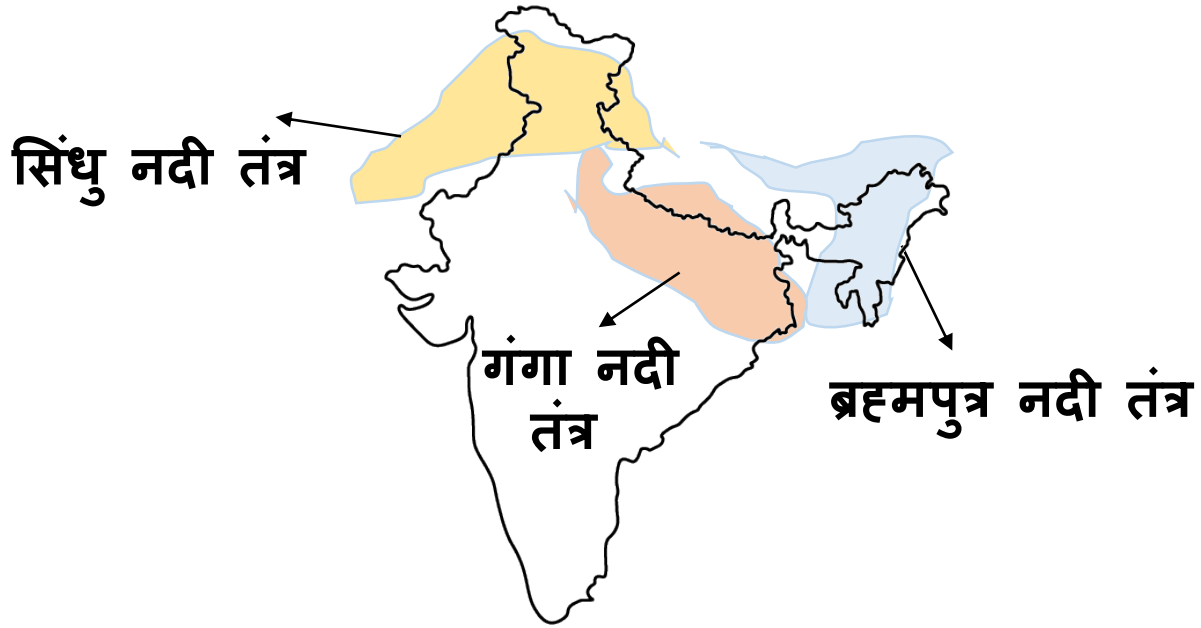 सिंधु नदी तंत्र
गंगा नदी
तंत्र
ब्रह्मपुत्र नदी तंत्र